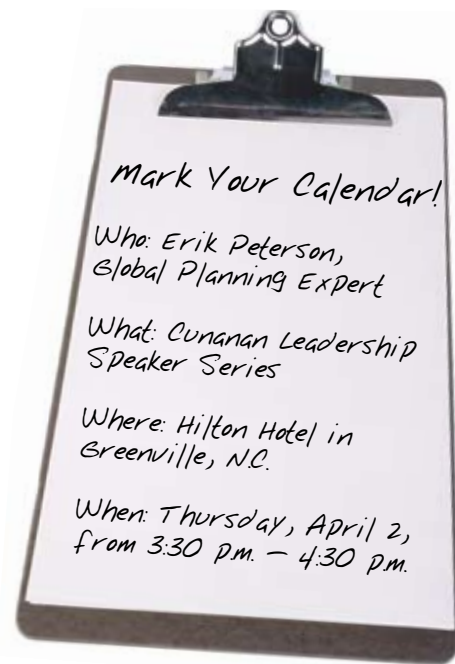 mark Your Calendar!
Who: Erik Peterson,
Global Planning Expert
What: Cunanan Leadership
Speaker Series
Where: Hilton Hotel in
Greenville, N.C.
When: Thursday, April 2,
from 3:30 p.m. – 4:30 p.m.